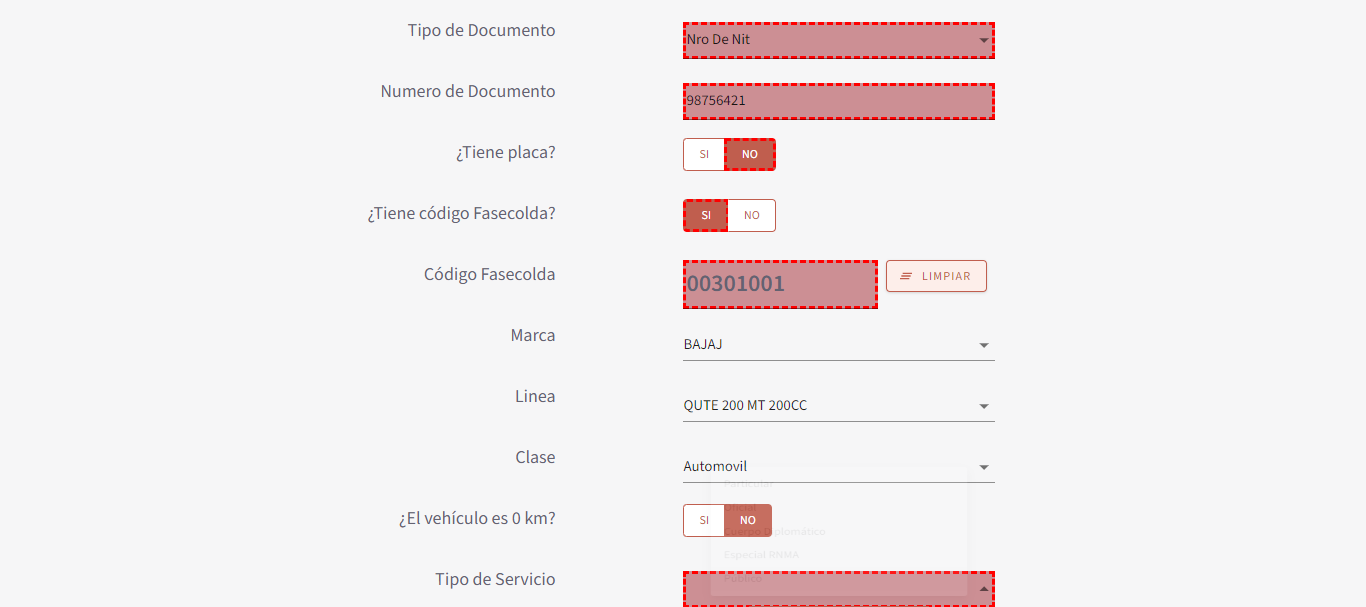 Tipo de Documento
Nro De Nit
Numero de Documento
98756421
¿Tiene placa?
SI NO
¿Tiene código Fasecolda?
SI NO
Código Fasecolda
00301001 LIMPIAR
Marca
BAJAJ
Linea
QUTE 200 MT 200CC
Clase
Automovil
Particular
¿El vehículo es 0 km?
SI NO
Oficial
Cuerpo Diplomático
Especial RNMA
Tipo de Servicio
Publico